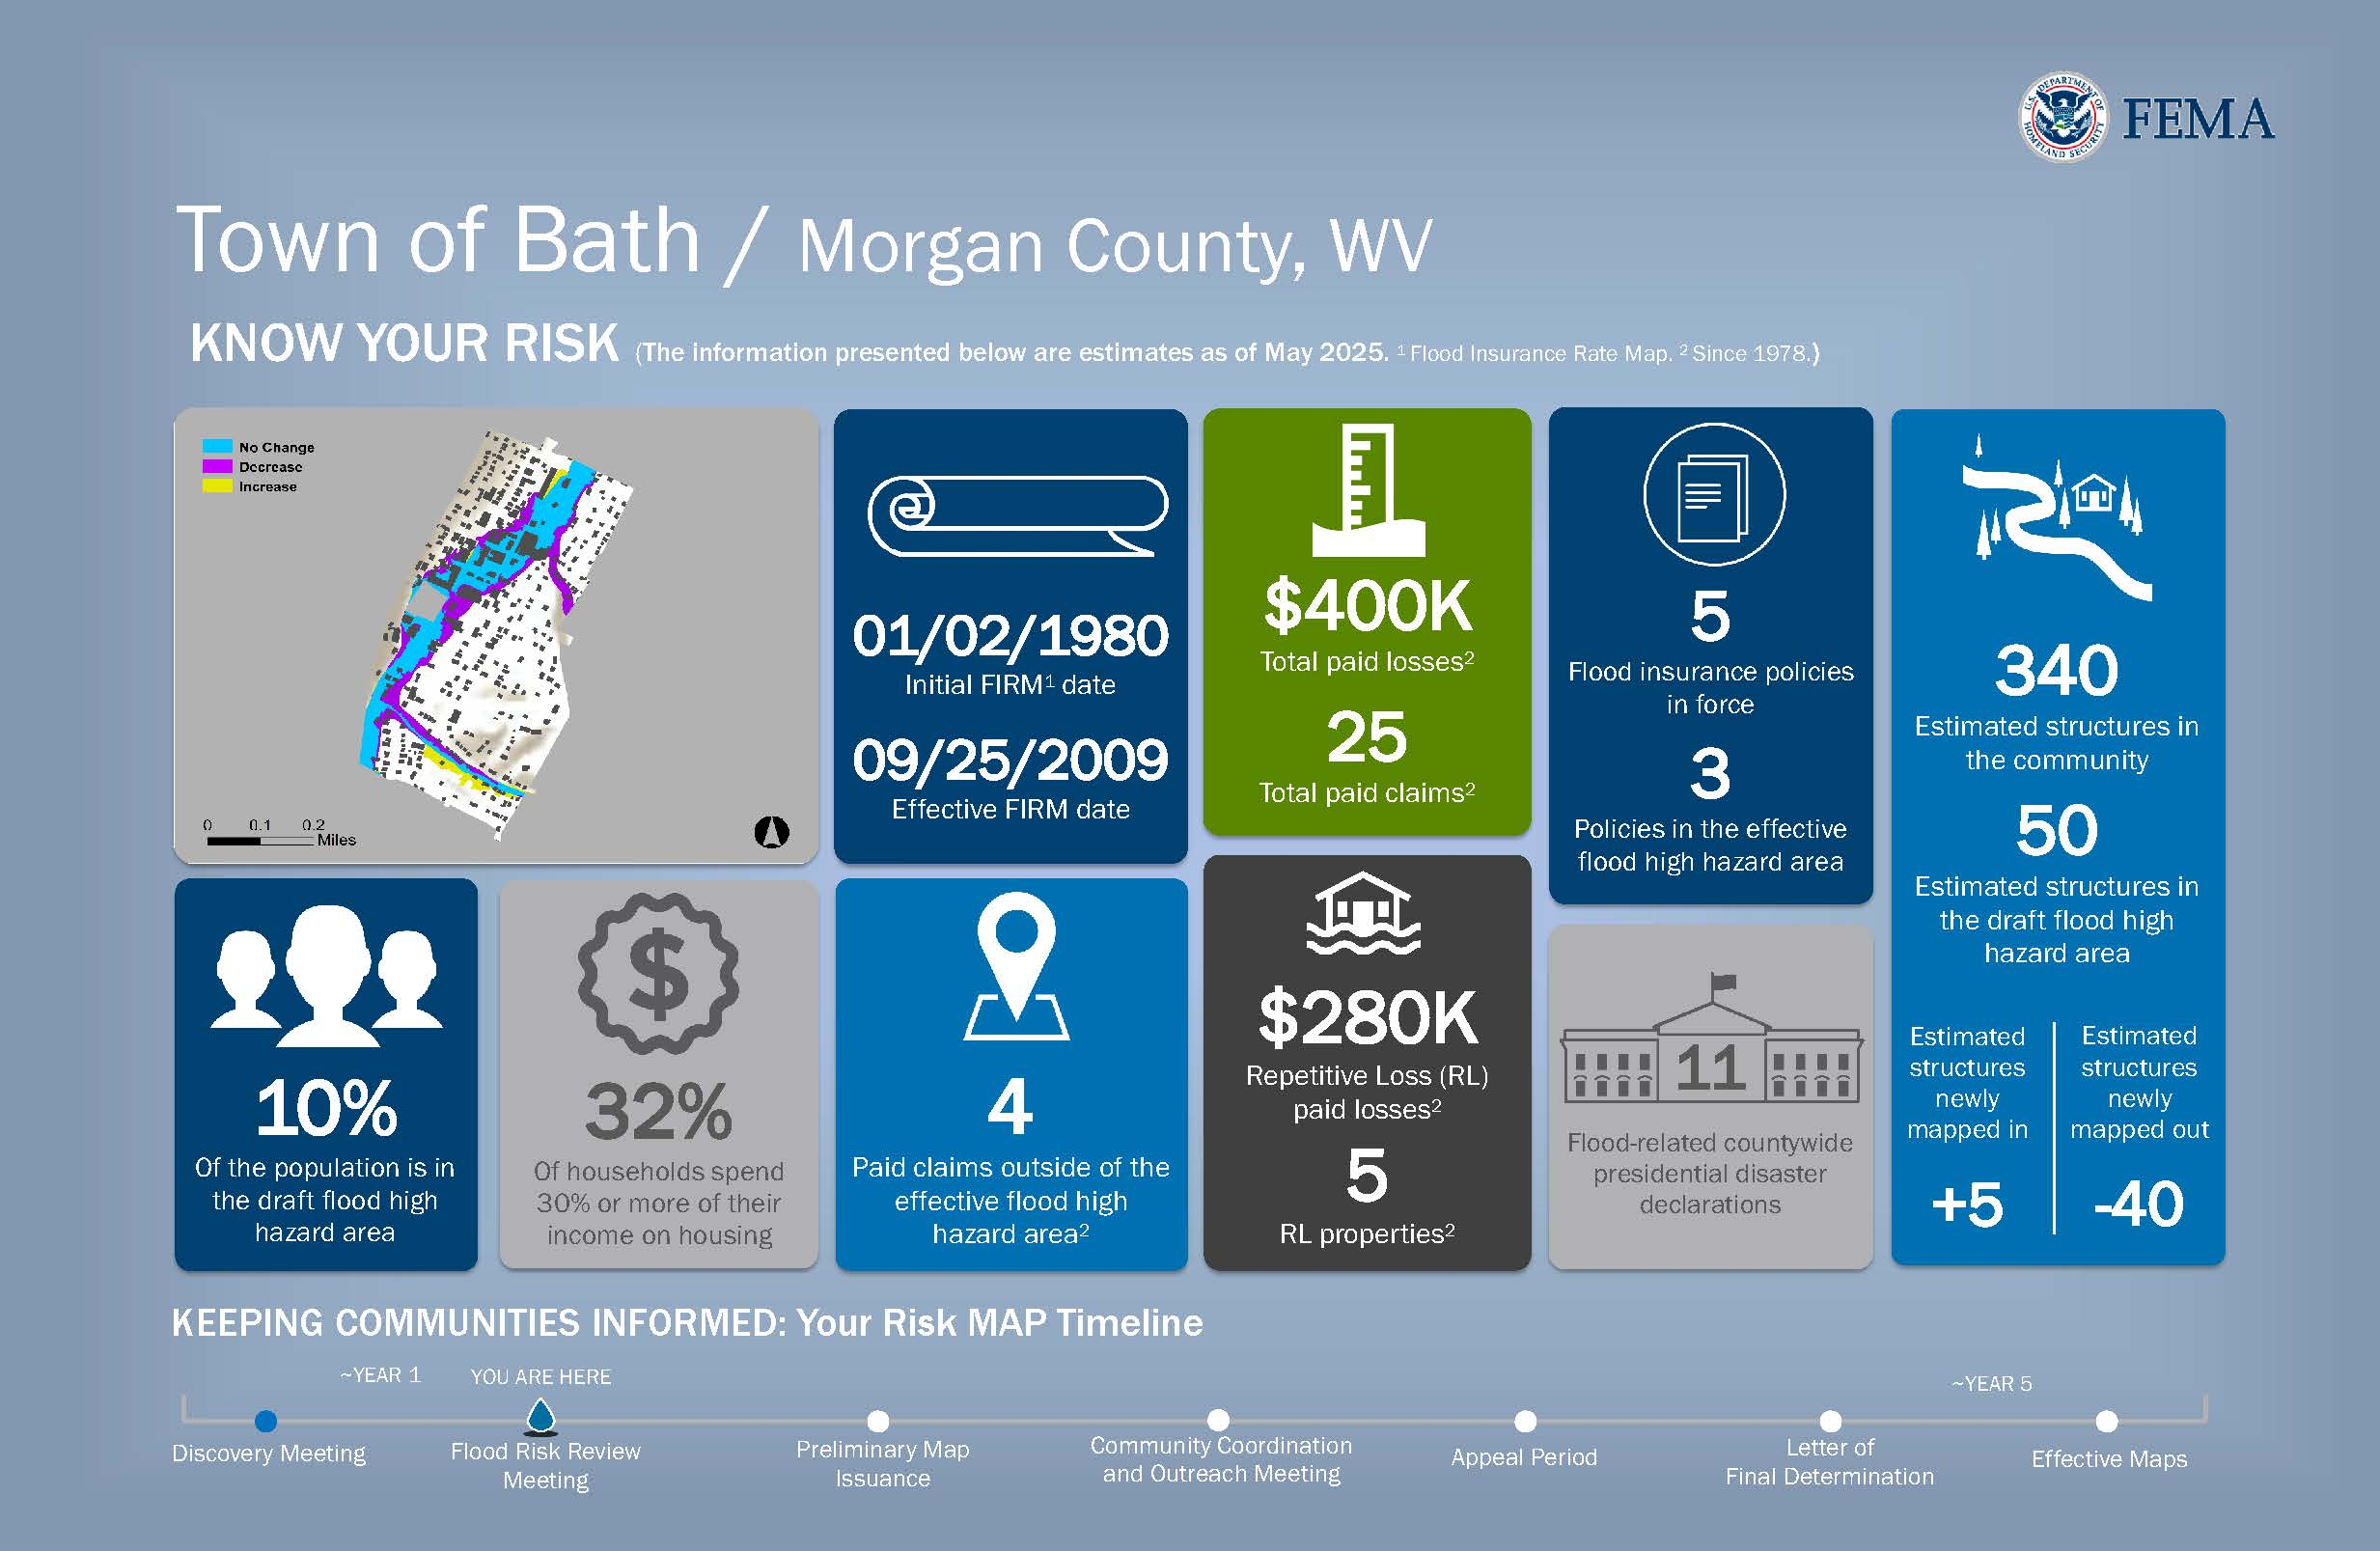 U.S. DEPARTMENT OF HOMELAND SECURITY
FEMA
Town of Bath / Morgan County, WV
KNOW YOUR RISK (The information presented below are estimates as of May 2025. ¹ Flood Insurance Rate Map. ² Since 1978.)
No Change
Decrease
Increase
0 0.1 0.2
Miles
01/02/1980
Initial FIRM¹ date
09/25/2009
Effective FIRM date
$400K
Total paid losses²
25
Total paid claims²
5
Flood insurance policies
in force
3
Policies in the effective
flood high hazard area
340
Estimated structures in
the community
50
Estimated structures in
the draft flood high
hazard area
Estimated
structures
newly
mapped in
+5
Estimated
structures
newly
mapped out
-40
10%
Of the population is in
the draft flood high
hazard area
$
32%
Of households spend
30% or more of their
income on housing
4
Paid claims outside of the
effective flood high
hazard area²
$280K
Repetitive Loss (RL)
paid losses²
5
RL properties²
11
Flood-related countywide
presidential disaster
declarations
KEEPING COMMUNITIES INFORMED: Your Risk MAP Timeline
~YEAR 1
YOU ARE HERE
~YEAR 5
Discovery Meeting
Flood Risk Review
Meeting
Preliminary Map
Issuance
Community Coordination
and Outreach Meeting
Appeal Period
Letter of
Final Determination
Effective Maps